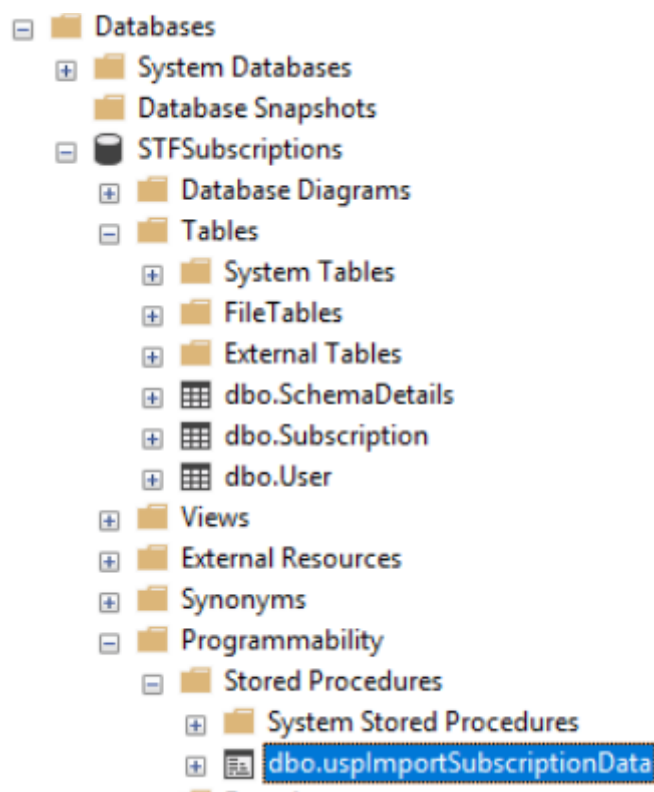 Databases
System Databases
Database Snapshots
STFSubscriptions
Database Diagrams
Tables
System Tables
FileTables
External Tables
dbo.SchemaDetails
dbo.Subscription
dbo.User
Views
External Resources
Synonyms
Programmability
Stored Procedures
System Stored Procedures
dbo.uspImportSubscriptionData